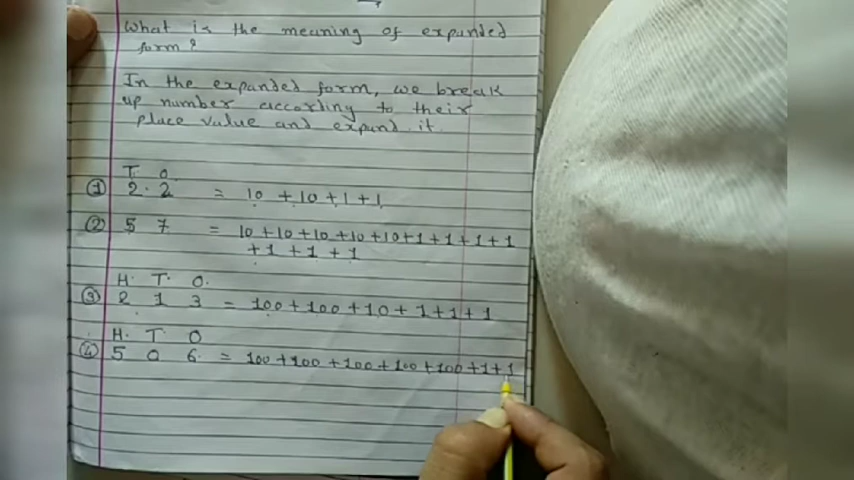 What is the meaning of expanded
form?
In the expanded form, we break
up number according to their
place value and expand it.
T. O.
① 2. 2 = 10 + 10 + 1 + 1
② 5 7 = 10 + 10 + 10 + 10 + 10 + 1 + 1 + 1 + 1
+ 1 + 1 + 1
H. T. O.
③ 2 1 3 = 100 + 100 + 10 + 1 + 1 + 1
H. T. O
④ 5 0 6. = 100 + 100 + 100 + 100 + 100 + 1 + 1